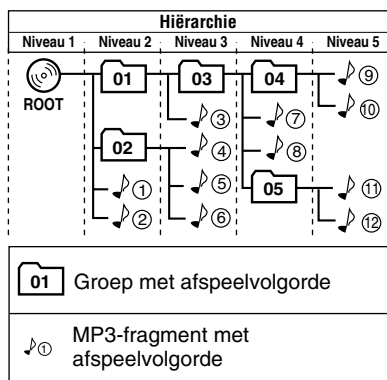 Hiërarchie
Niveau 1 Niveau 2 Niveau 3 Niveau 4 Niveau 5
ROOT 01 03 04 ⑨
⑩
③ ⑦
02 ④ ⑧
① ⑤ 05 ⑪
② ⑥ ⑫
01 Groep met afspeelvolgorde
① MP3-fragment met
afspeelvolgorde